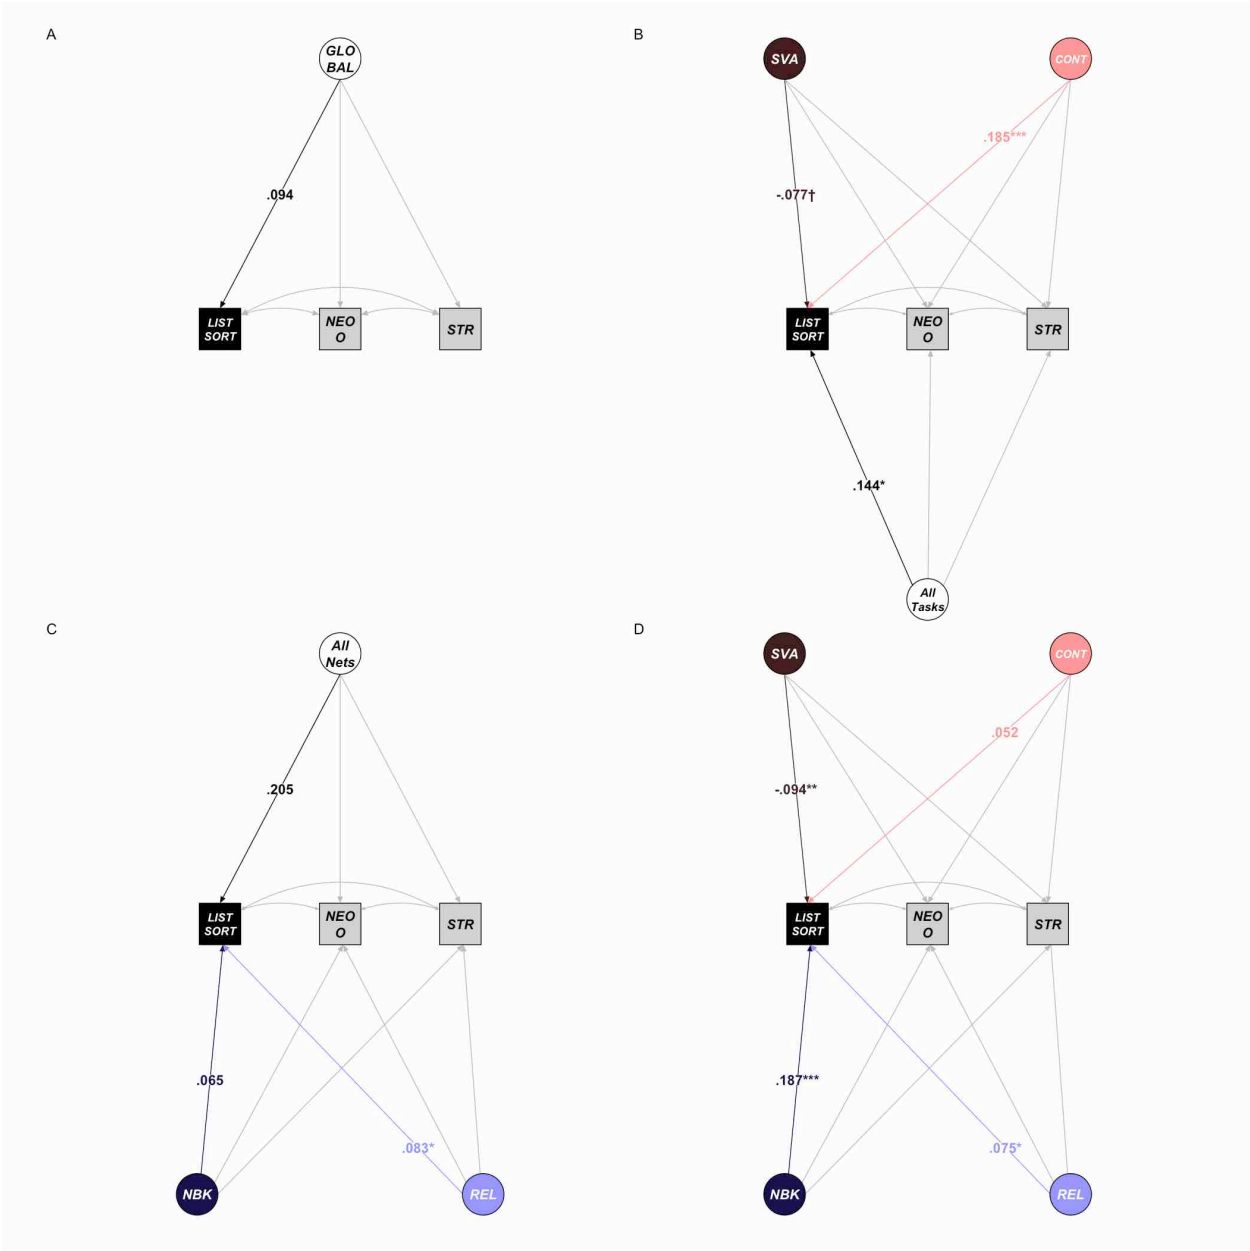 A
B
GLO
BAL
SVA
CONT
.185***
.094
-.077†
LIST
SORT
NEO
O
STR
LIST
SORT
NEO
O
STR
.144*
All
Tasks
C
D
All
Nets
SVA
CONT
.052
.205
-.094**
LIST
SORT
NEO
O
STR
LIST
SORT
NEO
O
STR
.065
.187***
.083*
.075*
NBK
REL
NBK
REL